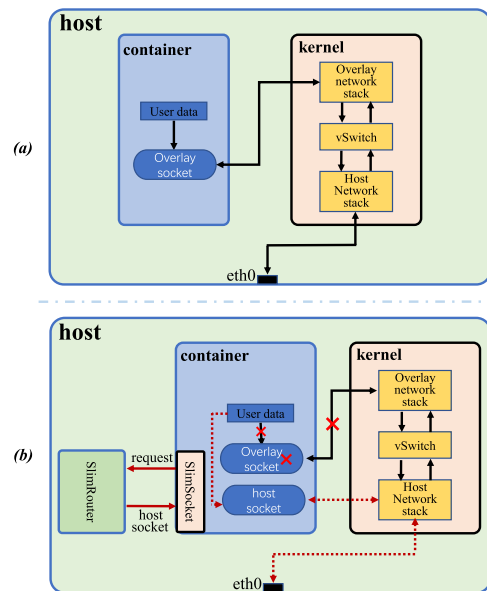 host
container
kernel
Overlay
network
stack
User data
(a)
vSwitch
Overlay
socket
Host
Network
stack
eth0
host
container
kernel
Overlay
network
stack
User data
Overlay
socket
vSwitch
(b)
request
SlimRouter
SlimSocket
host
socket
host
socket
Host
Network
stack
eth0